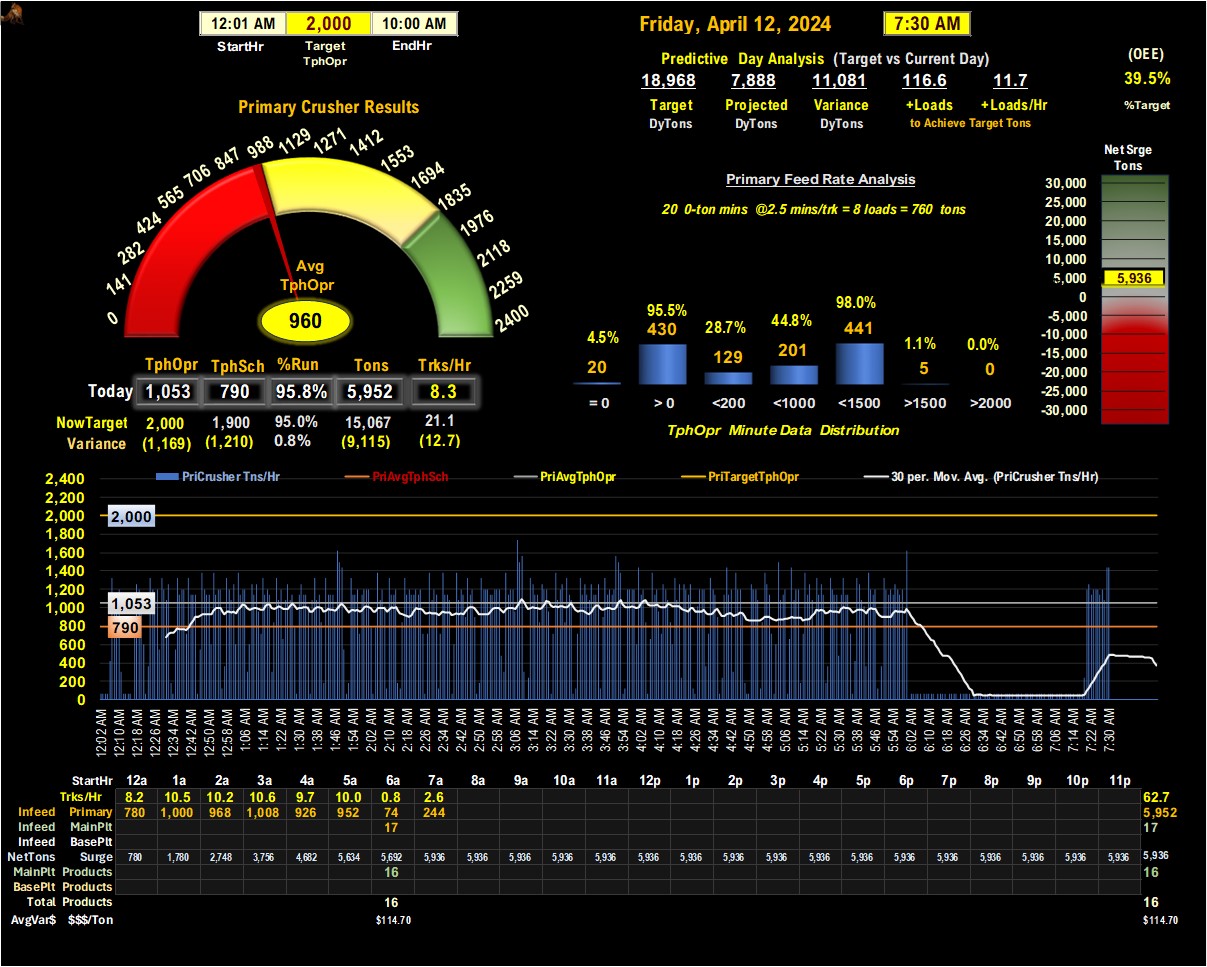 12:01 AM 2,000 10:00 AM
StartHr Target TphOpr EndHr
Friday, April 12, 2024 7:30 AM
Predictive Day Analysis (Target vs Current Day)
18,968 7,888 11,081 116.6 11.7
Target Projected Variance +Loads +Loads/Hr
DyTons DyTons DyTons to Achieve Target Tons
(OEE)
39.5%
%Target
Primary Crusher Results
0 141 282 424 565 706 847 988 1129 1271 1412 1553 1694 1835 1976 2118 2259 2400
Avg
TphOpr
960
TphOpr TphSch %Run Tons Trks/Hr
Today 1,053 790 95.8% 5,952 8.3
NowTarget 2,000 1,900 95.0% 15,067 21.1
Variance (1,169) (1,210) 0.8% (9,115) (12.7)
Primary Feed Rate Analysis
20 0-ton mins @2.5 mins/trk = 8 loads = 760 tons
4.5% 95.5% 28.7% 44.8% 98.0% 1.1% 0.0%
20 430 129 201 441 5 0
= 0 > 0 <200 <1000 <1500 >1500 >2000
TphOpr Minute Data Distribution
Net Srge
Tons
30,000
25,000
20,000
15,000
10,000
5,000 5,936
0
-5,000
-10,000
-15,000
-20,000
-25,000
-30,000
PriCrusher Tns/Hr PriAvgTphSch PriAvgTphOpr PriTargetTphOpr 30 per. Mov. Avg. (PriCrusher Tns/Hr)
2,400
2,200
2,000 2,000
1,800
1,600
1,400
1,200
1,000 1,053
800 790
600
400
200
0
12:02 AM 12:10 AM 12:18 AM 12:26 AM 12:34 AM 12:42 AM 12:50 AM 12:58 AM 1:06 AM 1:14 AM 1:22 AM 1:30 AM 1:38 AM 1:46 AM 1:54 AM 2:02 AM 2:10 AM 2:18 AM 2:26 AM 2:34 AM 2:42 AM 2:50 AM 2:58 AM 3:06 AM 3:14 AM 3:22 AM 3:30 AM 3:38 AM 3:46 AM 3:54 AM 4:02 AM 4:10 AM 4:18 AM 4:26 AM 4:34 AM 4:42 AM 4:50 AM 4:58 AM 5:06 AM 5:14 AM 5:22 AM 5:30 AM 5:38 AM 5:46 AM 5:54 AM 6:02 AM 6:10 AM 6:18 AM 6:26 AM 6:34 AM 6:42 AM 6:50 AM 6:58 AM 7:06 AM 7:14 AM 7:22 AM 7:30 AM
StartHr 12a 1a 2a 3a 4a 5a 6a 7a 8a 9a 10a 11a 12p 1p 2p 3p 4p 5p 6p 7p 8p 9p 10p 11p
Trks/Hr 8.2 10.5 10.2 10.6 9.7 10.0 0.8 2.6 62.7
Infeed Primary 780 1,000 968 1,008 926 952 74 244 5,952
Infeed MainPlt 17 17
Infeed BasePlt
NetTons Surge 780 1,780 2,748 3,756 4,682 5,634 5,692 5,936 5,936 5,936 5,936 5,936 5,936 5,936 5,936 5,936 5,936 5,936 5,936 5,936 5,936 5,936 5,936 5,936 5,936
MainPlt Products 16 16
BasePlt Products
Total Products 16 16
AvgVar$ $$$/Ton $114.70 $114.70